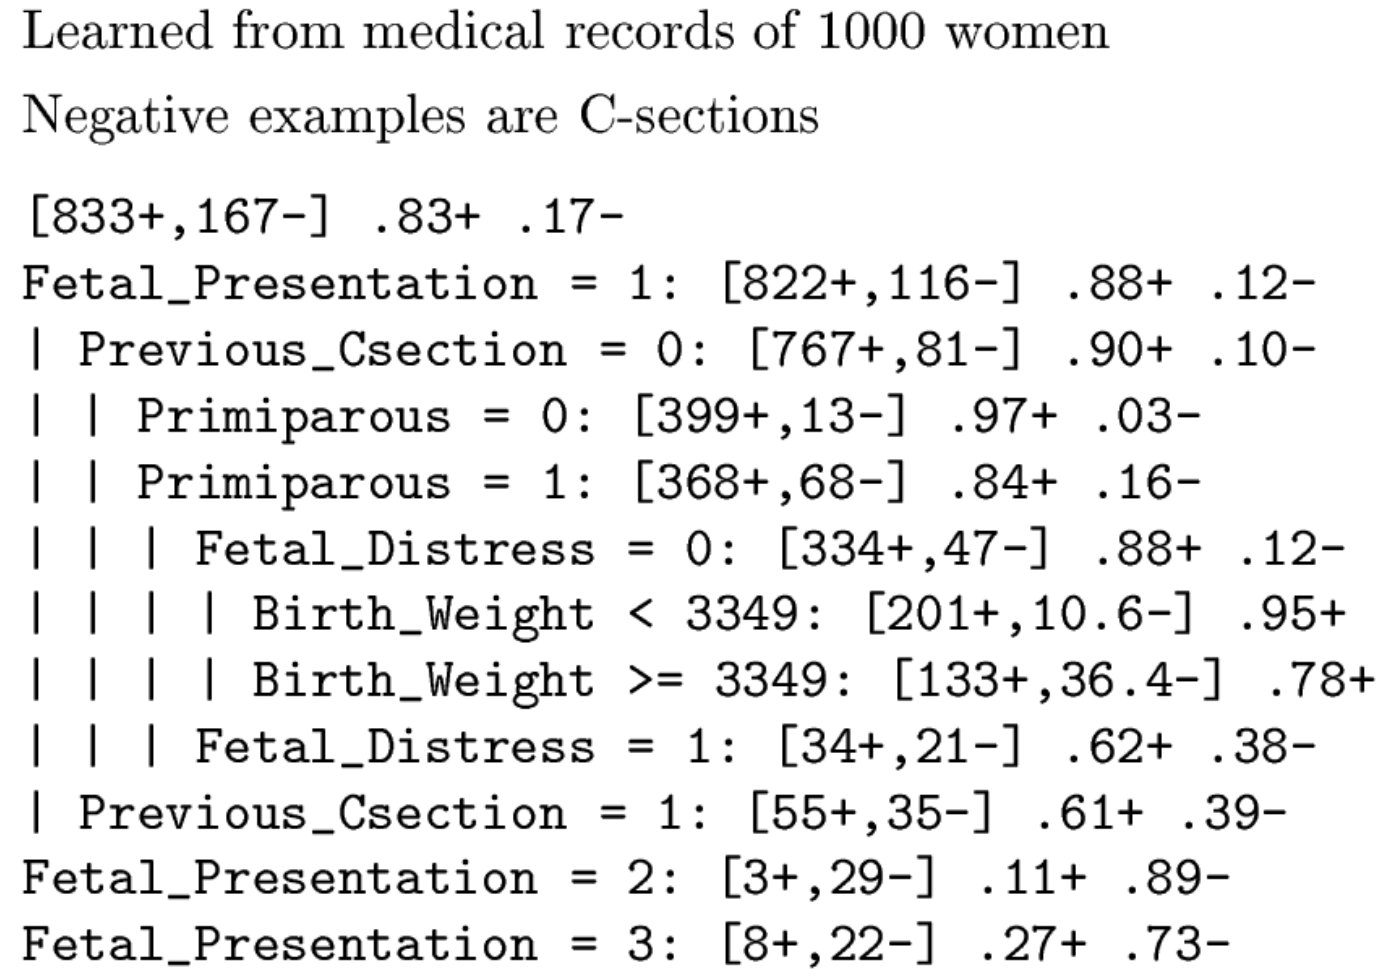 Learned from medical records of 1000 women
Negative examples are C-sections
[833+,167-] .83+ .17-
Fetal_Presentation = 1: [822+,116-] .88+ .12-
| Previous_Csection = 0: [767+,81-] .90+ .10-
| | Primiparous = 0: [399+,13-] .97+ .03-
| | Primiparous = 1: [368+,68-] .84+ .16-
| | | Fetal_Distress = 0: [334+,47-] .88+ .12-
| | | | Birth_Weight < 3349: [201+,10.6-] .95+
| | | | Birth_Weight >= 3349: [133+,36.4-] .78+
| | | Fetal_Distress = 1: [34+,21-] .62+ .38-
| Previous_Csection = 1: [55+,35-] .61+ .39-
Fetal_Presentation = 2: [3+,29-] .11+ .89-
Fetal_Presentation = 3: [8+,22-] .27+ .73-